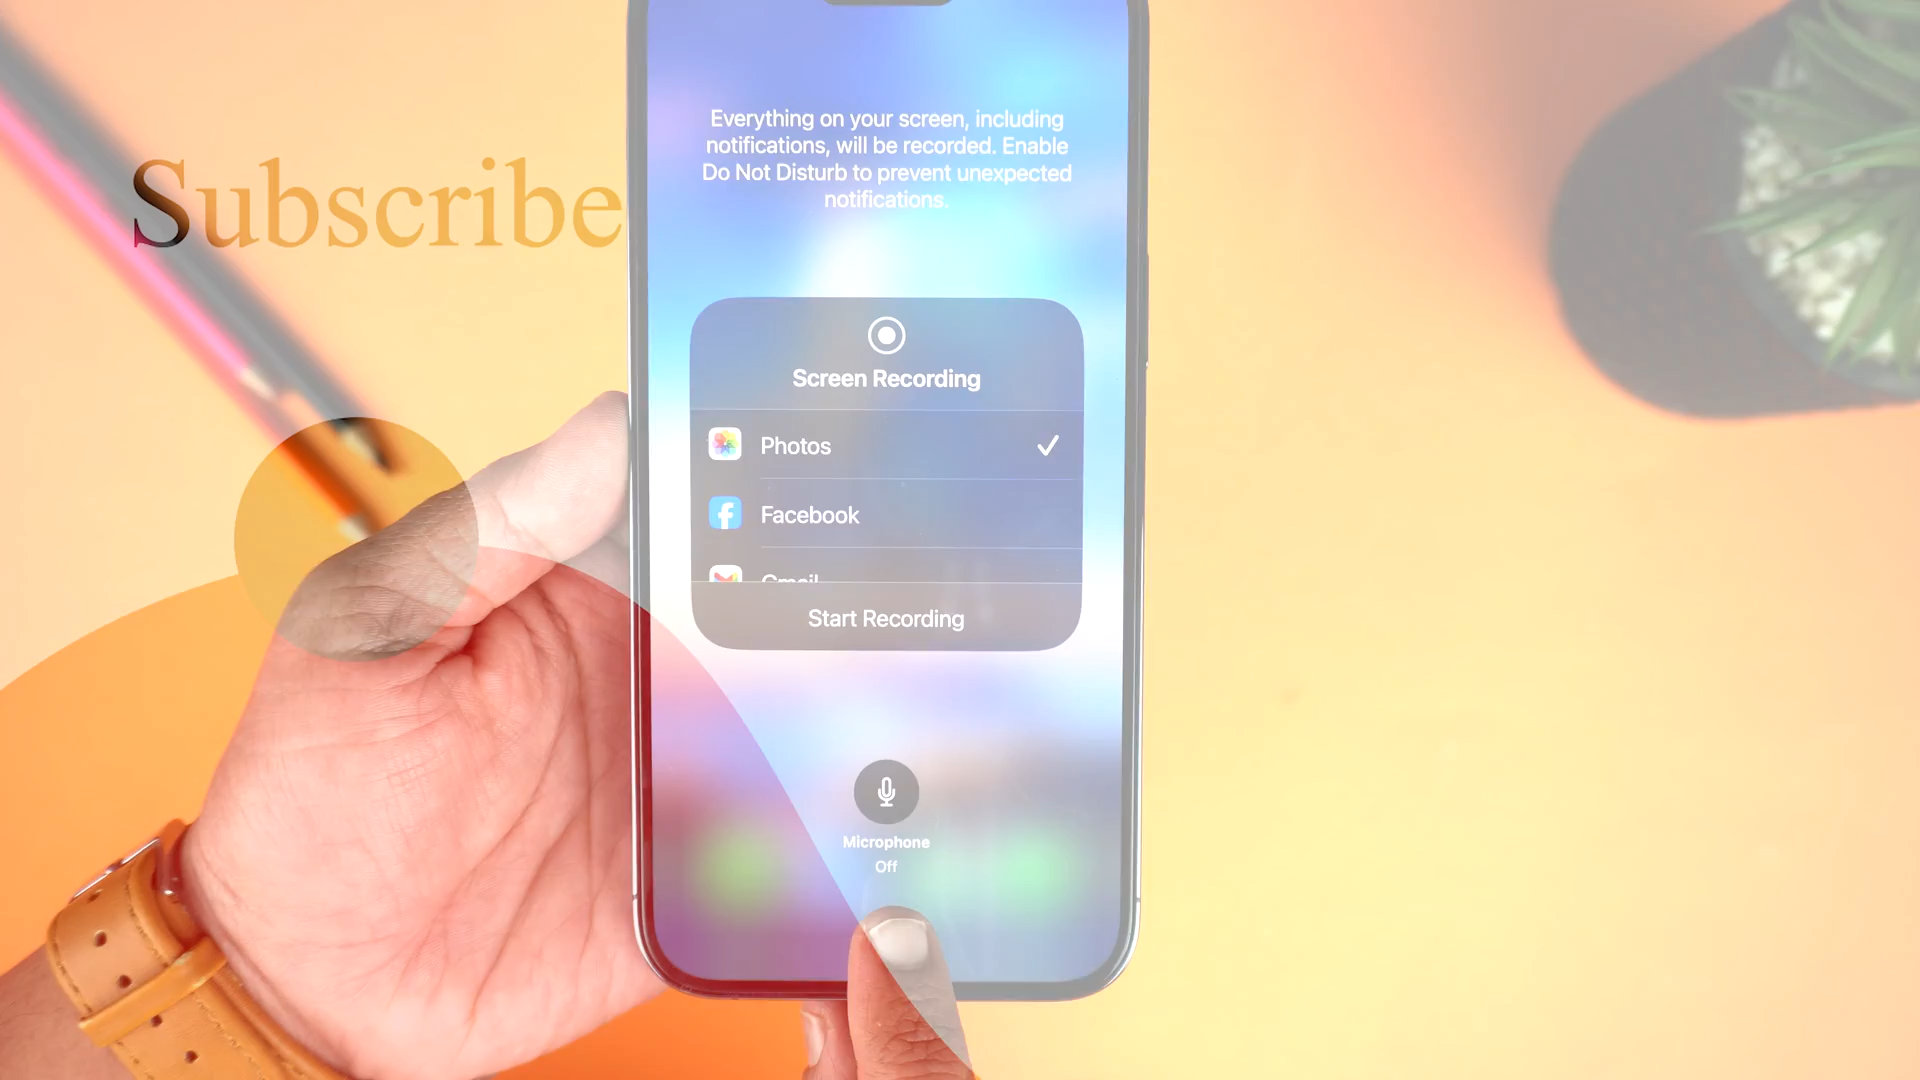 Subscribe
Everything on your screen, including
notifications, will be recorded. Enable
Do Not Disturb to prevent unexpected
notifications.
Screen Recording
Photos
Facebook
Gmail
Start Recording
Microphone
Off